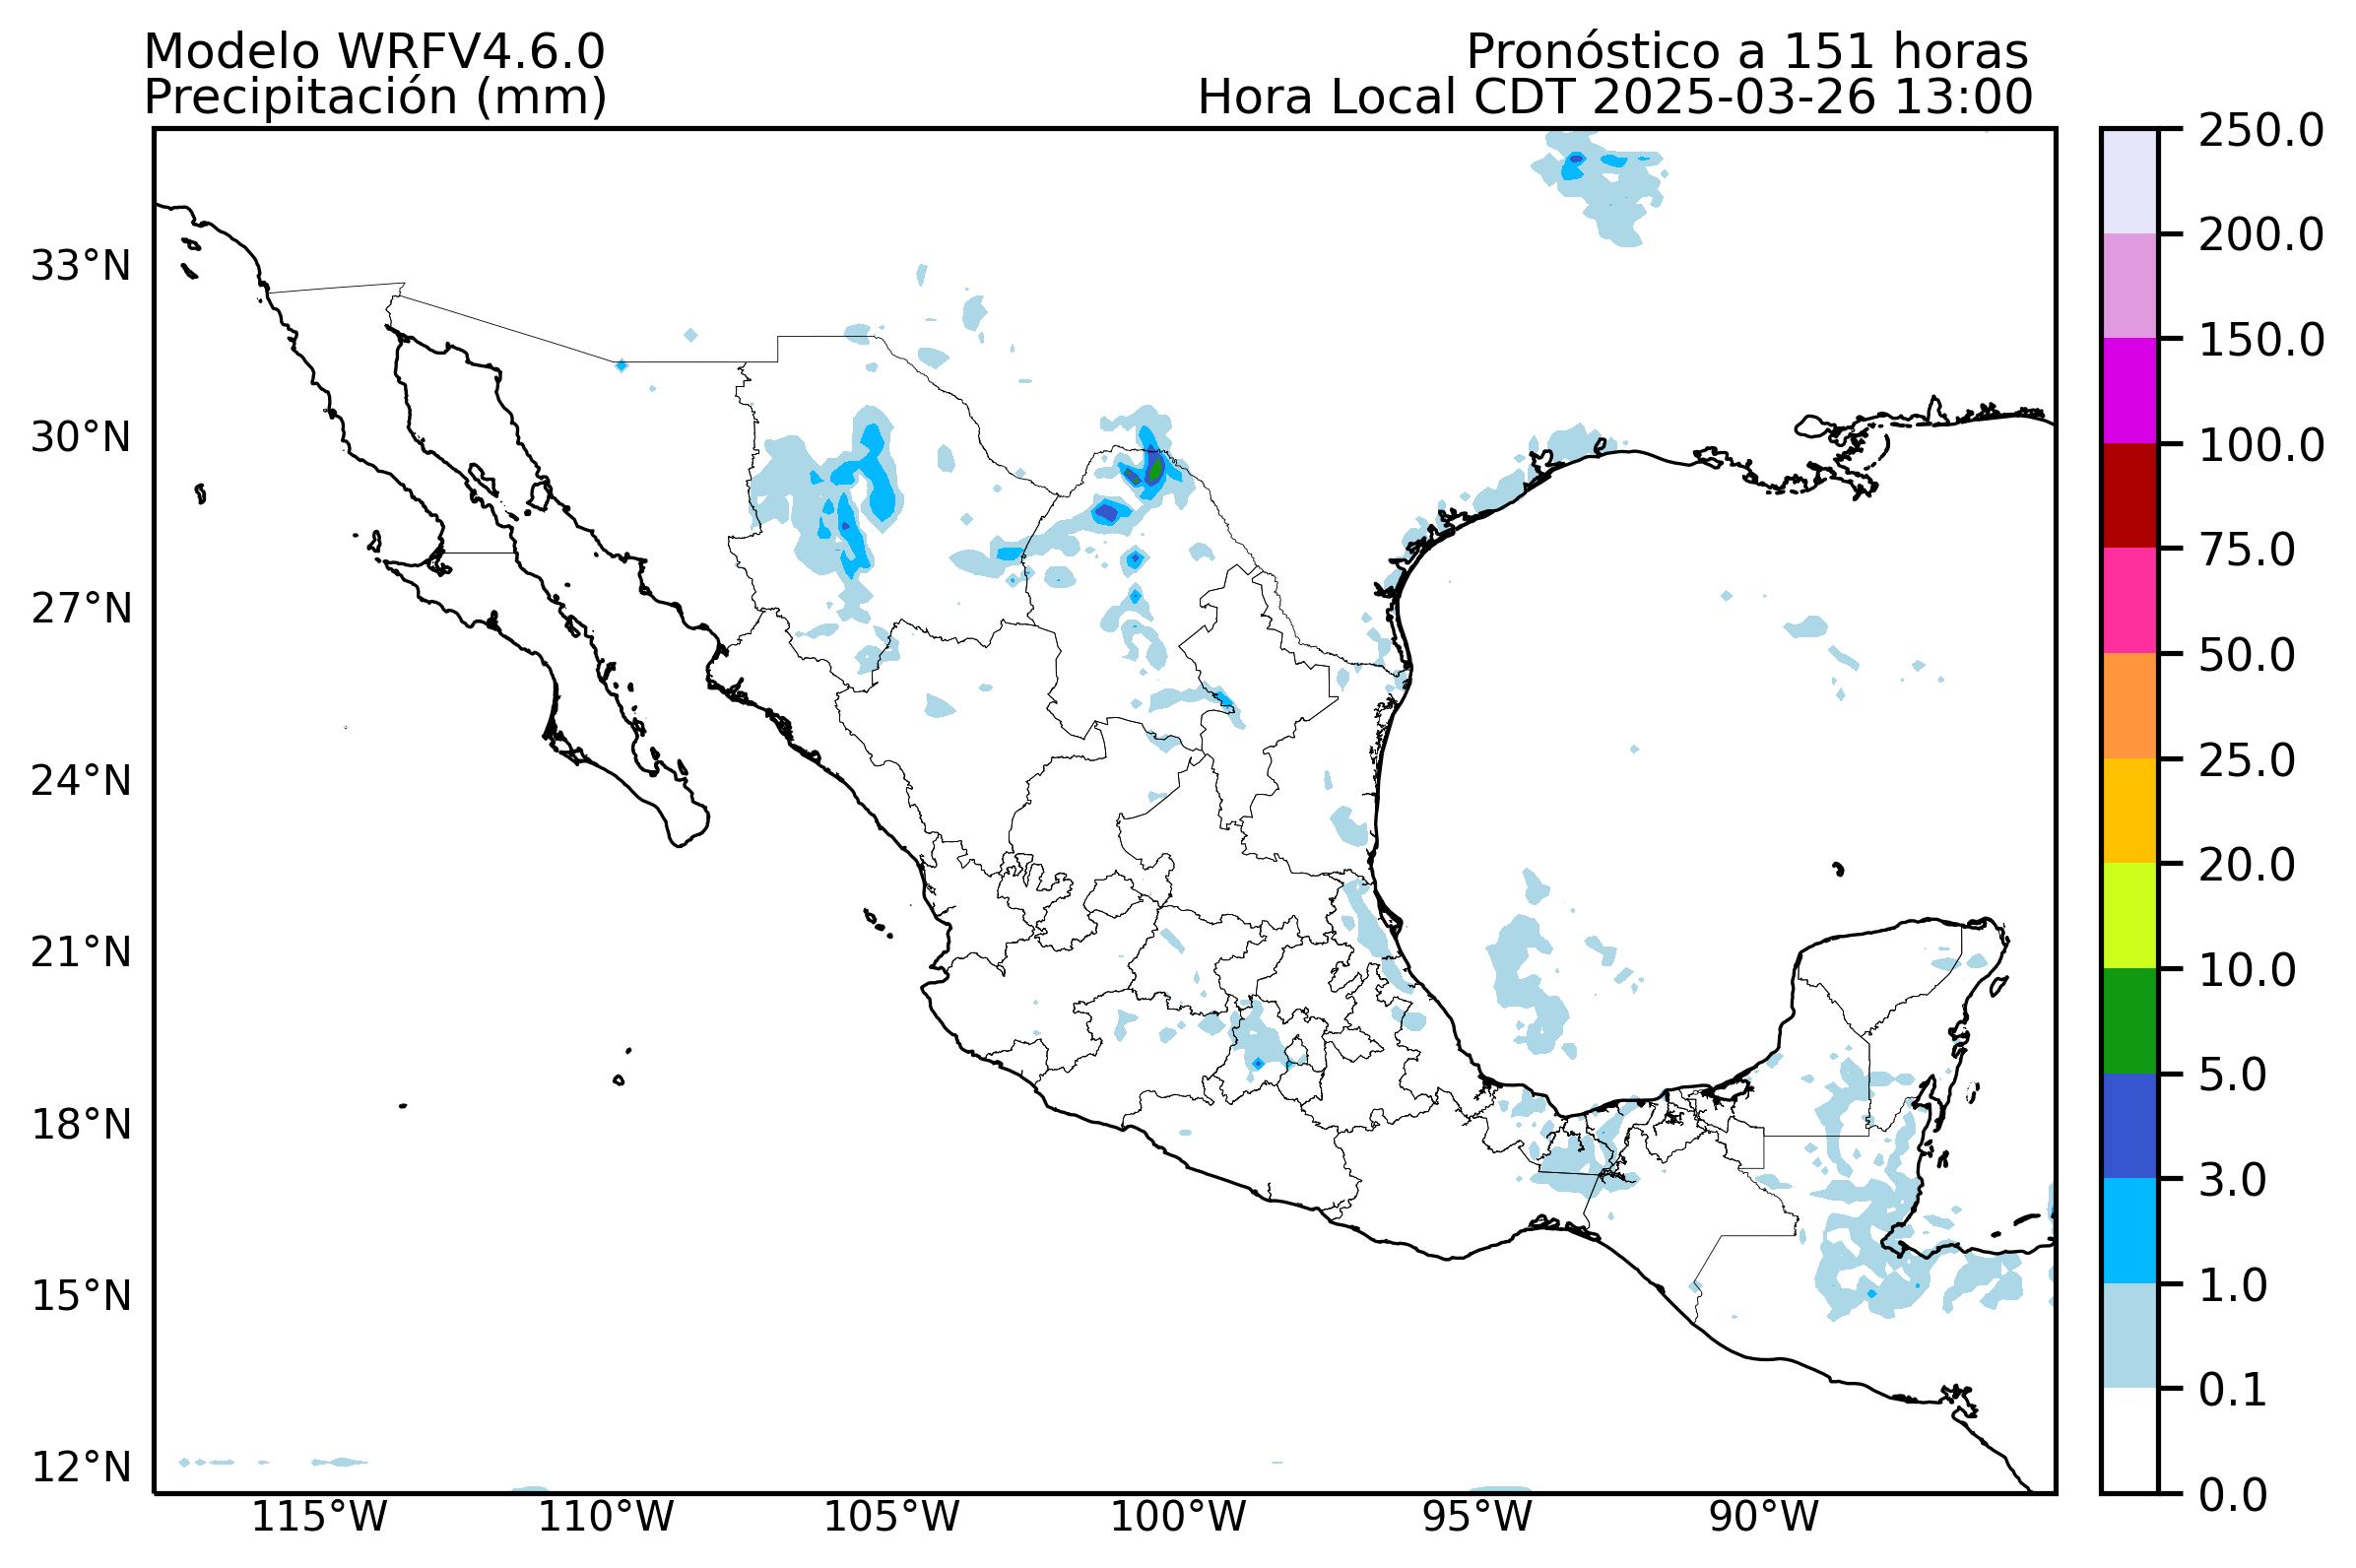 Modelo WRFV4.6.0
Pronóstico a 151 horas
Precipitación (mm)
Hora Local CDT 2025-03-26 13:00
33°N
30°N
27°N
24°N
21°N
18°N
15°N
12°N
115°W
110°W
105°W
100°W
95°W
90°W
250.0
200.0
150.0
100.0
75.0
50.0
25.0
20.0
10.0
5.0
3.0
1.0
0.1
0.0